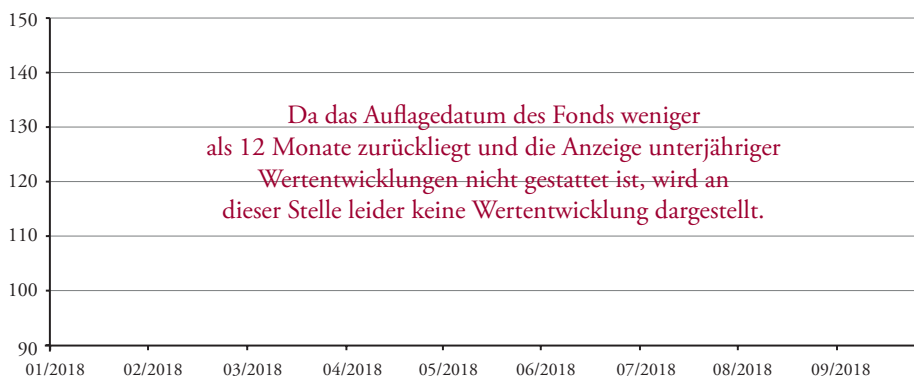 150
140
130
120
110
100
90
Da das Auflagedatum des Fonds weniger
als 12 Monate zurückliegt und die Anzeige unterjähriger
Wertentwicklungen nicht gestattet ist, wird an
dieser Stelle leider keine Wertentwicklung dargestellt.
01/2018 02/2018 03/2018 04/2018 05/2018 06/2018 07/2018 08/2018 09/2018